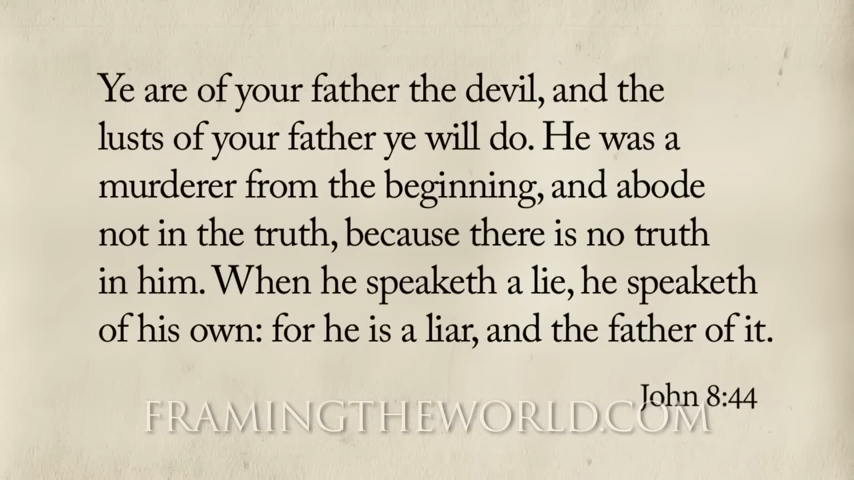 Ye are of your father the devil, and the
lusts of your father ye will do. He was a
murderer from the beginning, and abode
not in the truth, because there is no truth
in him. When he speaketh a lie, he speaketh
of his own: for he is a liar, and the father of it.
John 8:44
FRAMINGTHEWORLD.COM